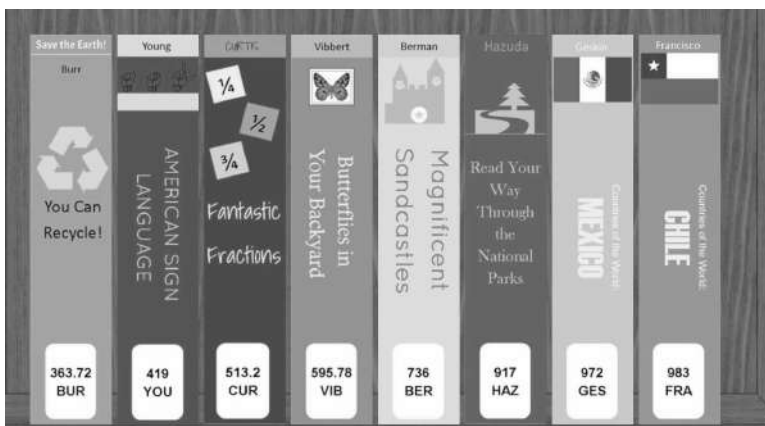 Save the Earth!
Burr
You Can
Recycle!
363.72
BUR
Young
AMERICAN SIGN
LANGUAGE
419
YOU
CURTIS
1/4
1/2
3/4
Fantastic
Fractions
513.2
CUR
Vibbert
Butterflies in
Your Backyard
595.78
VIB
Berman
Magnificent
Sandcastles
736
BER
Hazuda
Read Your
Way
Through
the
National
Parks
917
HAZ
Countries of the World:
MEXICO
972
GES
Francisco
Countries of the World:
CHILE
983
FRA